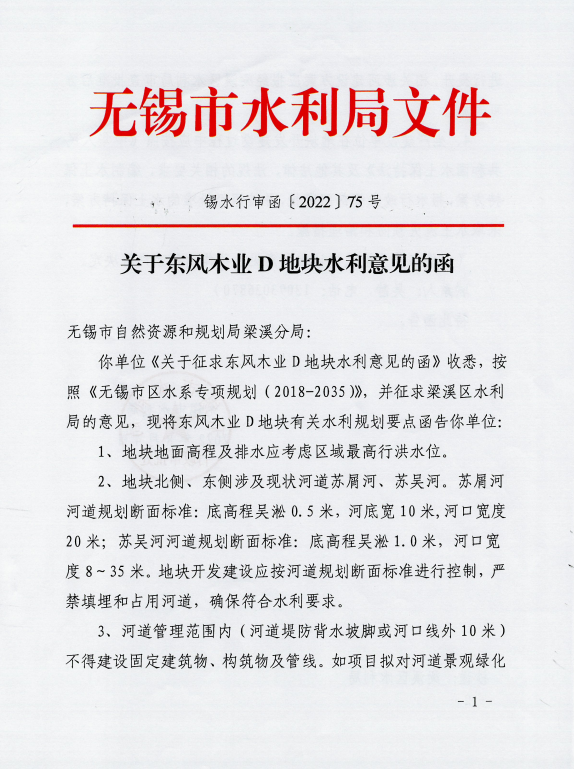 无锡市水利局文件
锡水行审函〔2022〕75号
关于东风木业D地块水利意见的函
无锡市自然资源和规划局梁溪分局：
你单位《关于征求东风木业D地块水利意见的函》收悉，按
照《无锡市区水系专项规划（2018-2035）》，并征求梁溪区水利
局的意见，现将东风木业D地块有关水利规划要点函告你单位：
1、地块地面高程及排水应考虑区域最高行洪水位。
2、地块北侧、东侧涉及现状河道苏屑河、苏吴河。苏屑河
河道规划断面标准：底高程吴淞0.5米，河底宽10米,河口宽度
20米；苏吴河河道规划断面标准：底高程吴淞1.0米，河口宽
度8～35米。地块开发建设应按河道规划断面标准进行控制，严
禁填埋和占用河道，确保符合水利要求。
3、河道管理范围内（河道堤防背水坡脚或河口线外10米）
不得建设固定建筑物、构筑物及管线。如项目拟对河道景观绿化
- 1 -